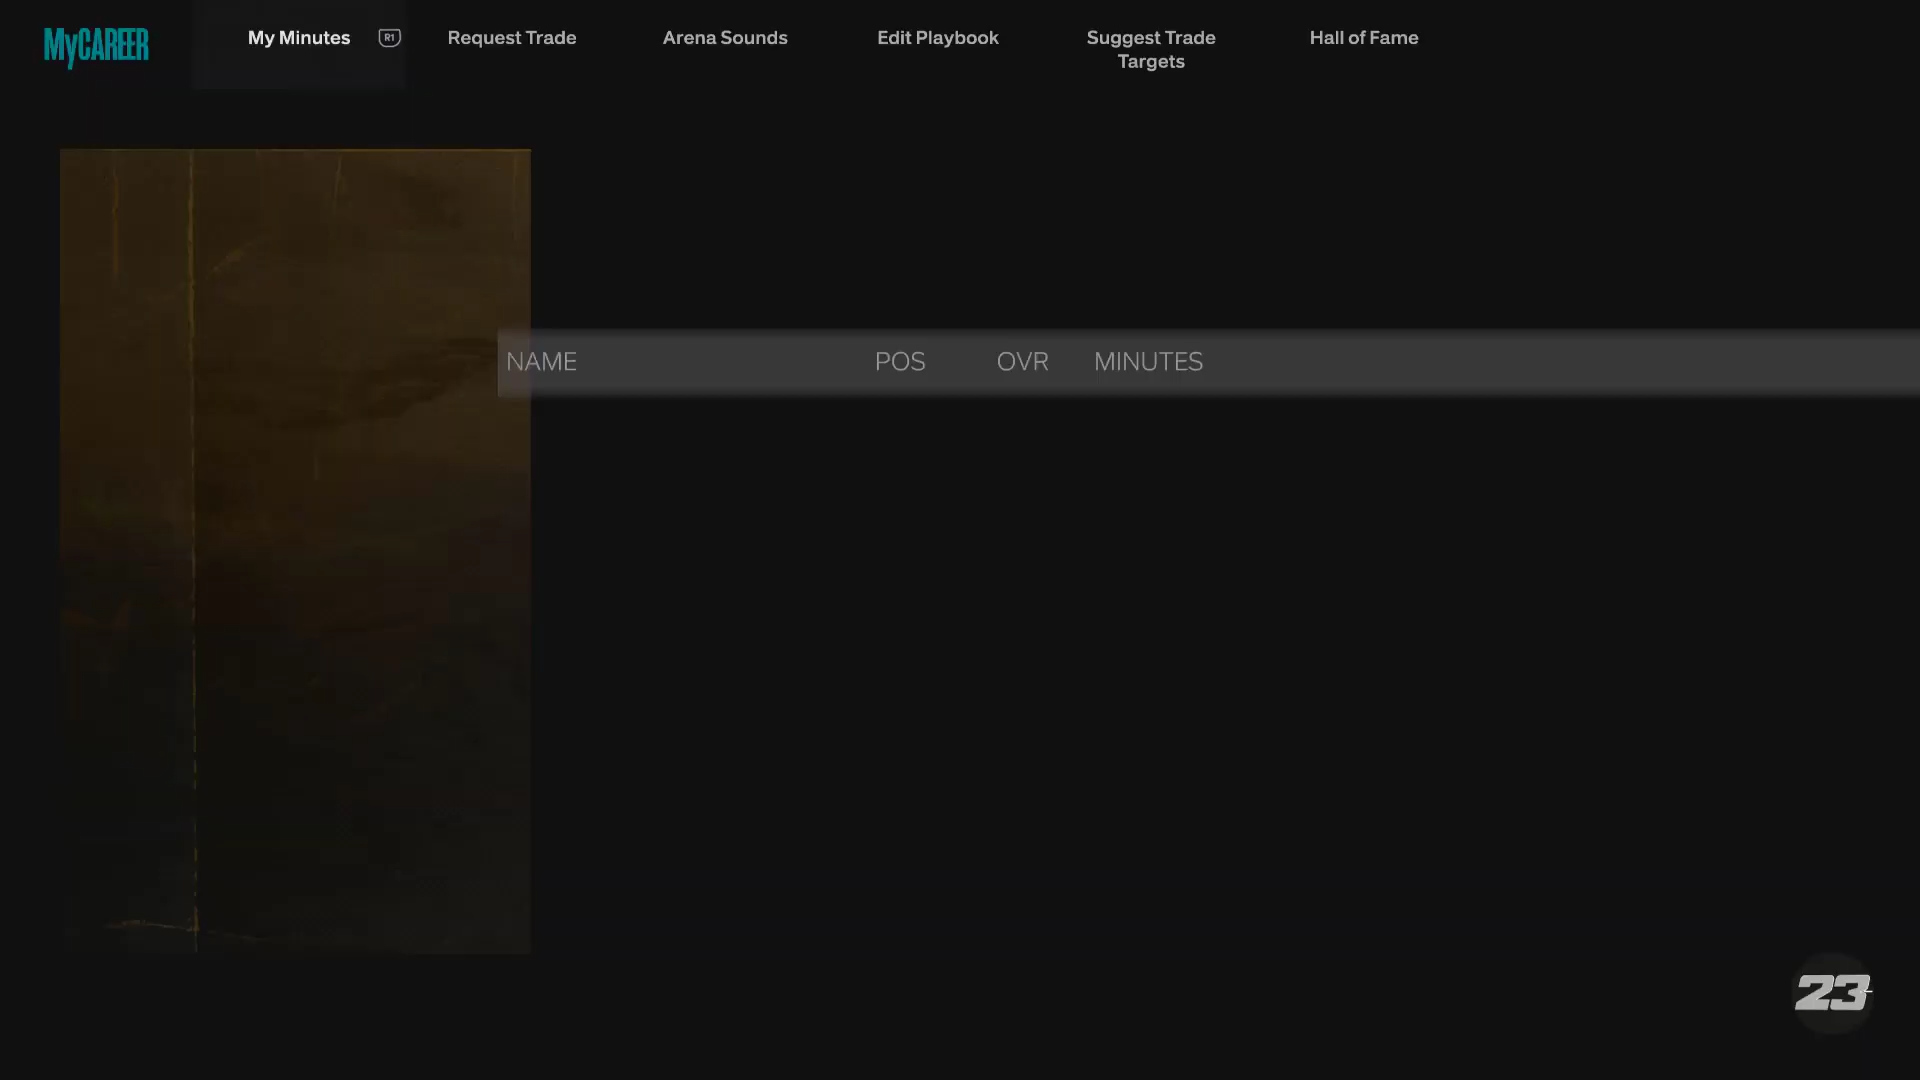 MyCAREER
My Minutes
R1
Request Trade
Arena Sounds
Edit Playbook
Suggest Trade
Targets
Hall of Fame
NAME POS OVR MINUTES
23